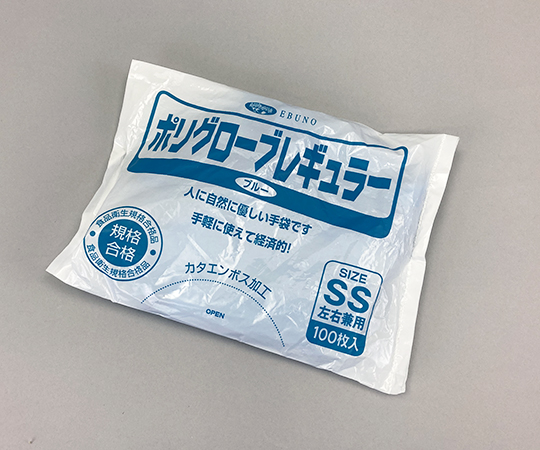 EBUNO
ポリグローブレギュラー
ブルー
人に自然に優しい手袋です
手軽に使えて経済的!
食品衛生規格合格品
規格
合格
食品衛生規格合格品
カタエンボス加工
OPEN
SIZE
SS
左右兼用
100枚入